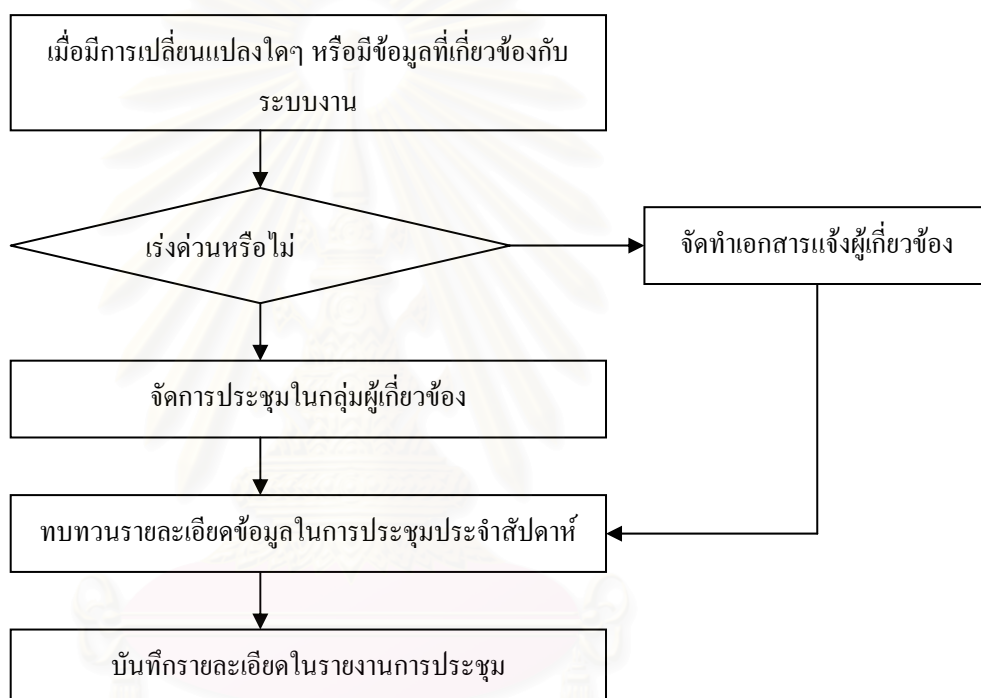 เมื่อมีการเปลี่ยนแปลงใดๆ หรือมีข้อมูลที่เกี่ยวข้องกับ
ระบบงาน
เร่งด่วนหรือไม่
จัดทำเอกสารแจ้งผู้เกี่ยวข้อง
จัดการประชุมในกลุ่มผู้เกี่ยวข้อง
ทบทวนรายละเอียดข้อมูลในการประชุมประจำสัปดาห์
บันทึกรายละเอียดในรายงานการประชุม